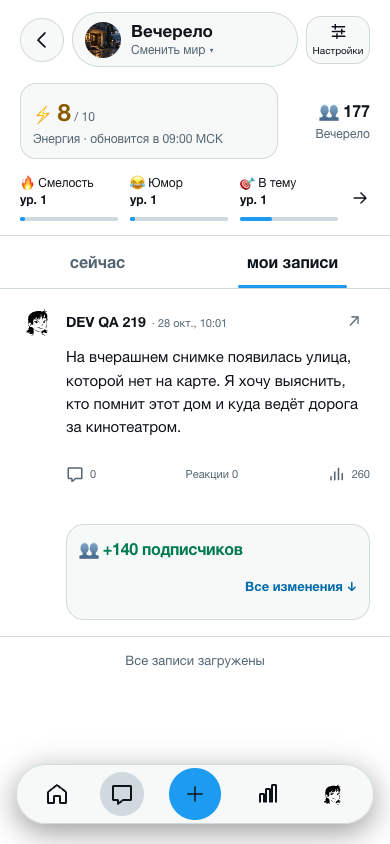 Вечерело
Сменить мир ▾
Настройки
⚡ 8 / 10
Энергия · обновится в 09:00 МСК
👥 177
Вечерело
🔥 Смелость
ур. 1
😂 Юмор
ур. 1
🎯 В тему
ур. 1
сейчас
мои записи
DEV QA 219 · 28 окт., 10:01
На вчерашнем снимке появилась улица,
которой нет на карте. Я хочу выяснить,
кто помнит этот дом и куда ведёт дорога
за кинотеатром.
0
Реакции 0
260
👥 +140 подписчиков
Все изменения ↓
Все записи загружены